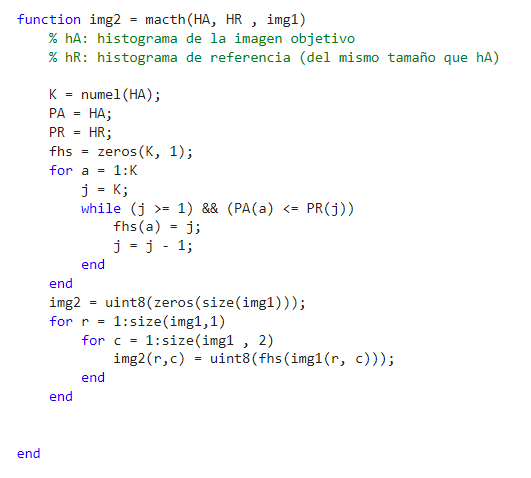 function img2 = macth(HA, HR , img1)
% hA: histograma de la imagen objetivo
% hR: histograma de referencia (del mismo tamaño que hA)
K = numel(HA);
PA = HA;
PR = HR;
fhs = zeros(K, 1);
for a = 1:K
j = K;
while (j >= 1) && (PA(a) <= PR(j))
fhs(a) = j;
j = j - 1;
end
end
img2 = uint8(zeros(size(img1)));
for r = 1:size(img1,1)
for c = 1:size(img1 , 2)
img2(r,c) = uint8(fhs(img1(r, c)));
end
end
end